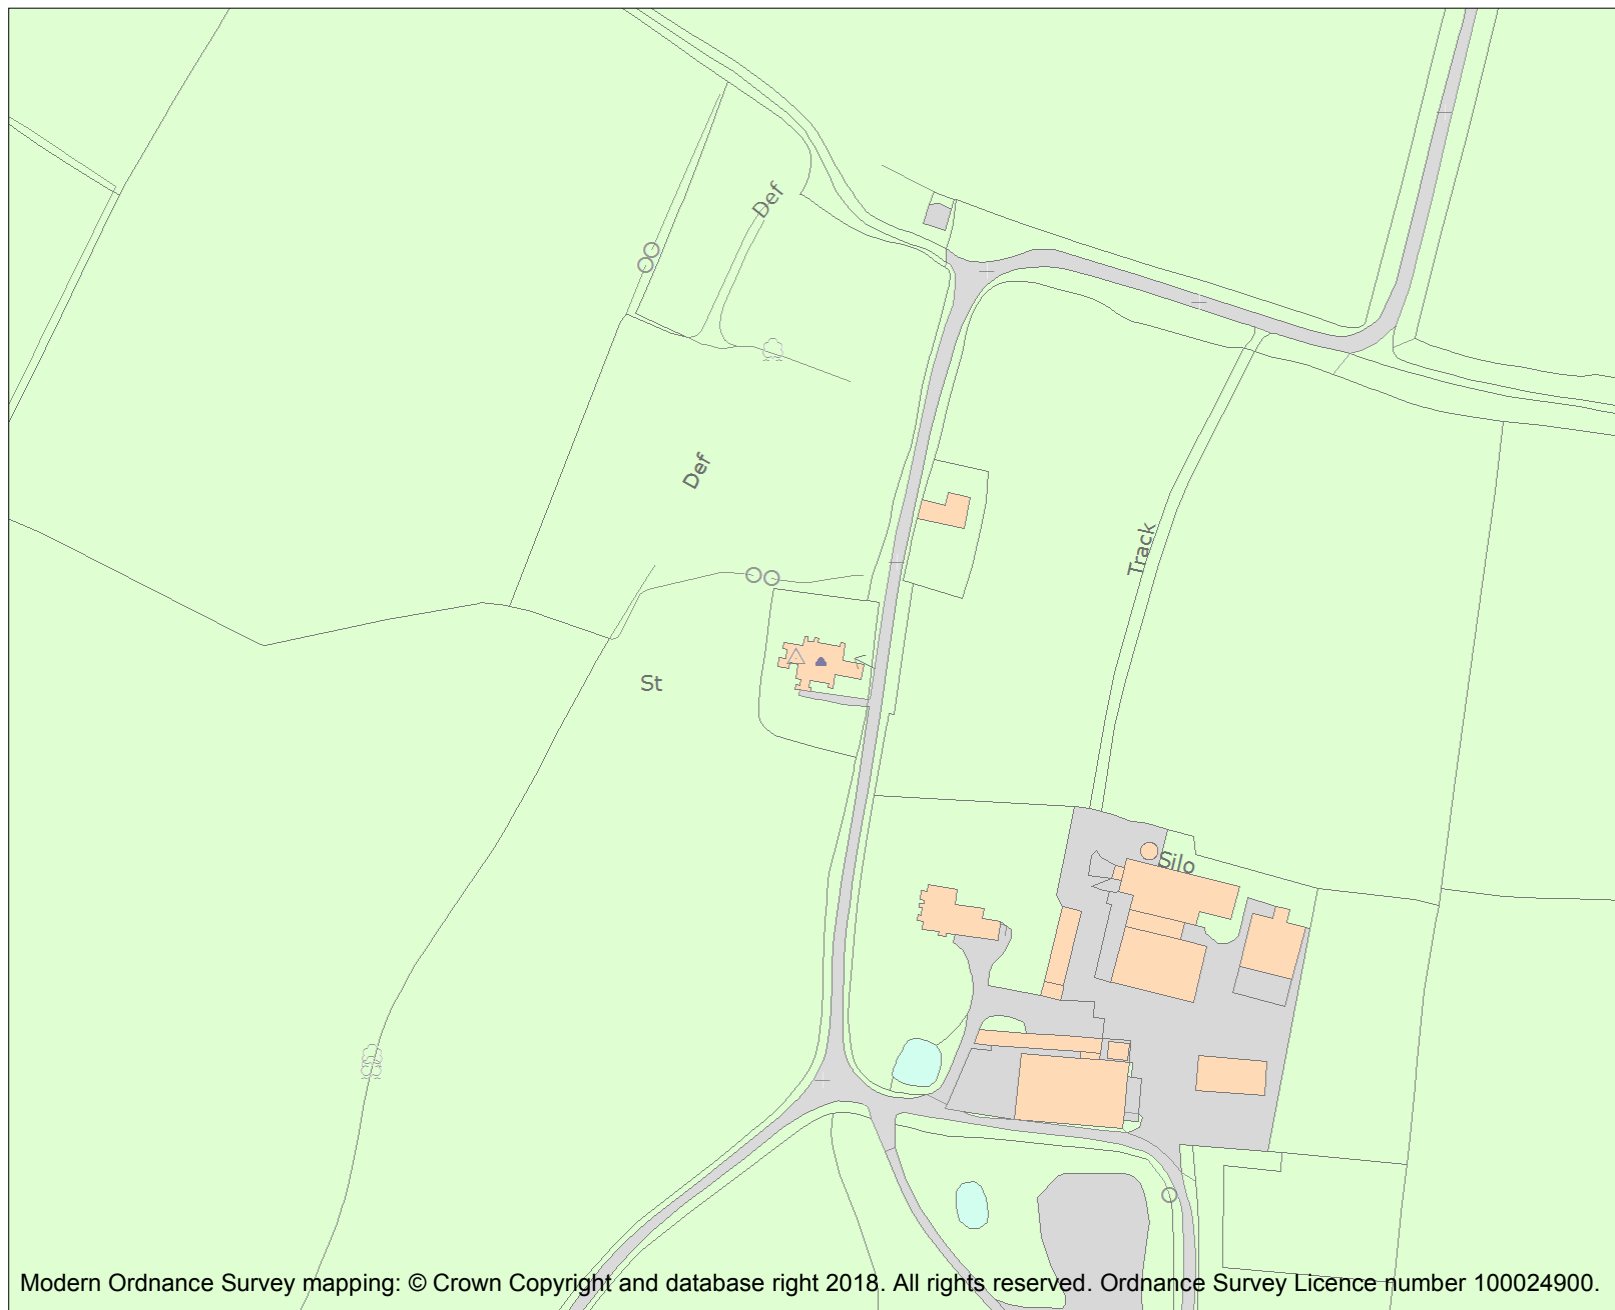 Def
Def
Track
St
Silo
Modern Ordnance Survey mapping: © Crown Copyright and database right 2018. All rights reserved. Ordnance Survey Licence number 100024900.